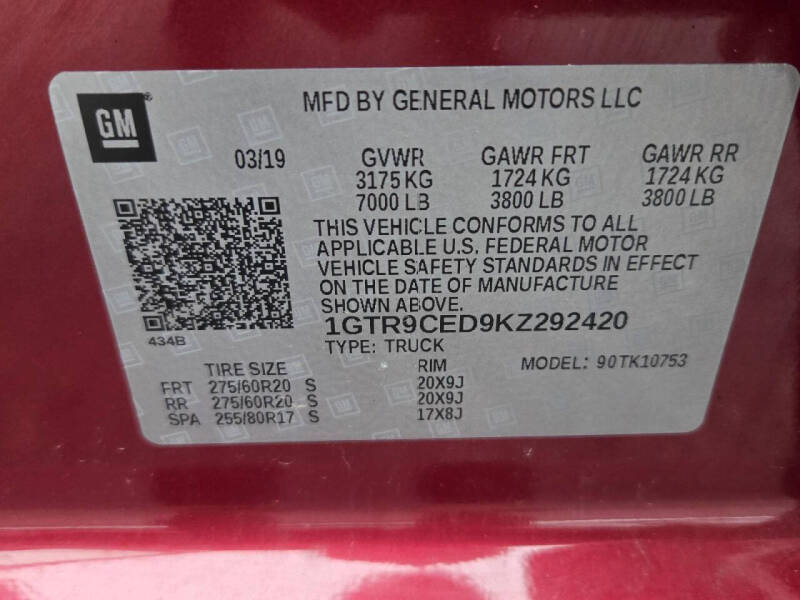 GM
MFD BY GENERAL MOTORS LLC
03/19 GVWR GAWR FRT GAWR RR
3175 KG 1724 KG 1724 KG
7000 LB 3800 LB 3800 LB
THIS VEHICLE CONFORMS TO ALL
APPLICABLE U.S. FEDERAL MOTOR
VEHICLE SAFETY STANDARDS IN EFFECT
ON THE DATE OF MANUFACTURE
SHOWN ABOVE.
1GTR9CED9KZ292420
434B
TYPE: TRUCK
MODEL: 90TK10753
TIRE SIZE RIM
FRT 275/60R20 S 20X9J
RR 275/60R20 S 20X9J
SPA 255/80R17 S 17X8J